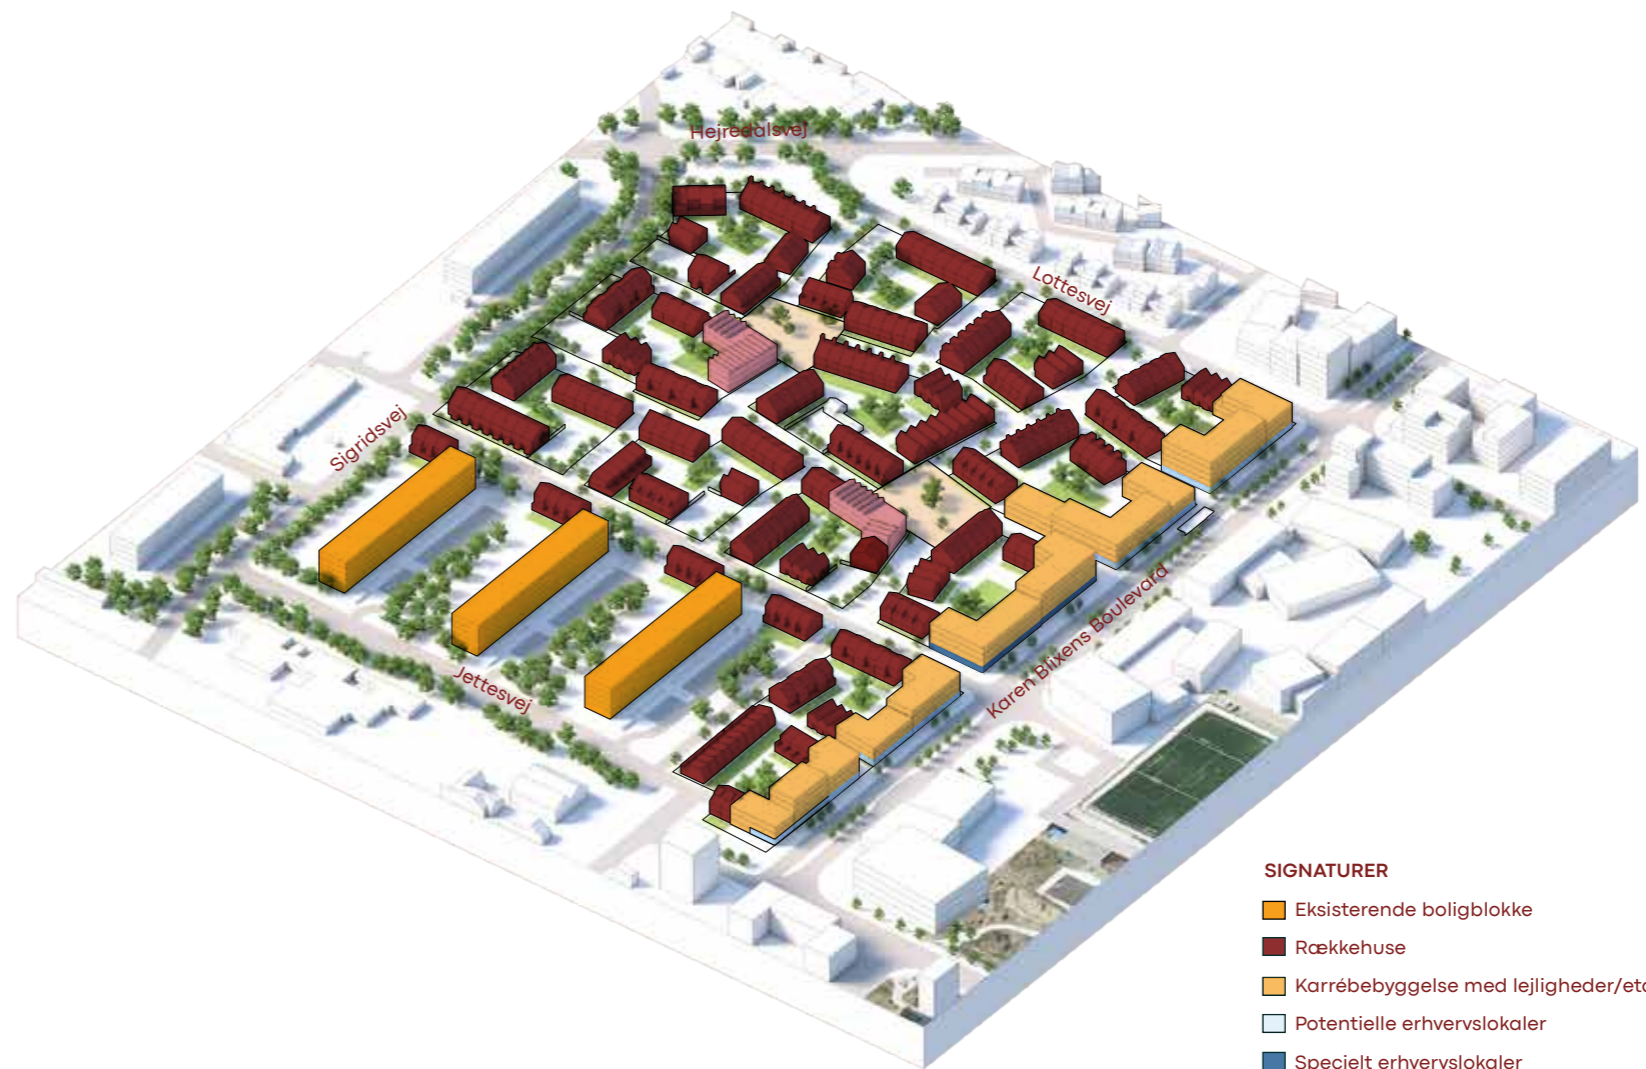 Hejredalsvej
Lottesvej
Sigridsvej
Karen Blixens Boulevard
Jettesvej
SIGNATURER
Eksisterende boligblokke
Rækkehuse
Karrébebyggelse med lejligheder/eta
Potentielle erhvervslokaler
Specielt erhvervslokaler